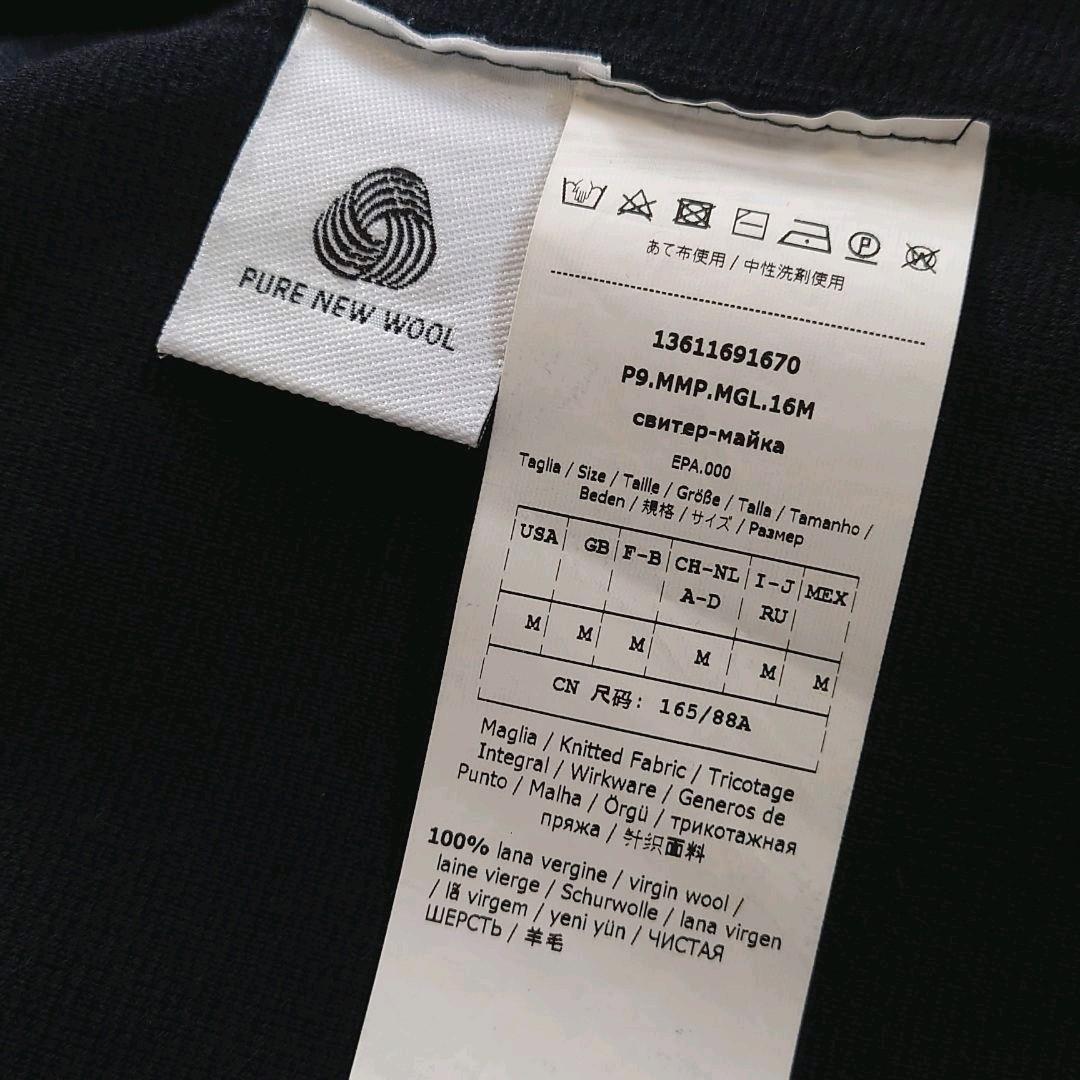 PURE NEW WOOL
P
W
あて布使用 / 中性洗剤使用
13611691670
P9.MMP.MGL.16M
свитер-майка
EPA.000
Taglia / Size / Taille / Größe / Talla / Tamanho /
Beden / 規格 / サイズ / Размер
USA GB F-B CH-NL I-J MEX
A-D RU
M M M M M M
CN 尺码: 165/88A
Maglia / Knitted Fabric / Tricotage
Integral / Wirkware / Generos de
Punto / Malha / Örgü / трикотажная
пряжа / 针织面料
100% lana vergine / virgin wool /
laine vierge / Schurwolle / lana virgen
/ lã virgem / yeni yün / ЧИСТАЯ
ШЕРСТЬ / 羊毛